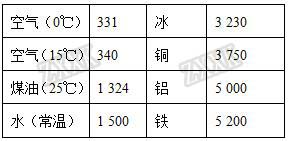 空气(0℃) 331 冰 3 230
空气(15℃) 340 铜 3 750
煤油(25℃) 1 324 铝 5 000
水(常温) 1 500 铁 5 200